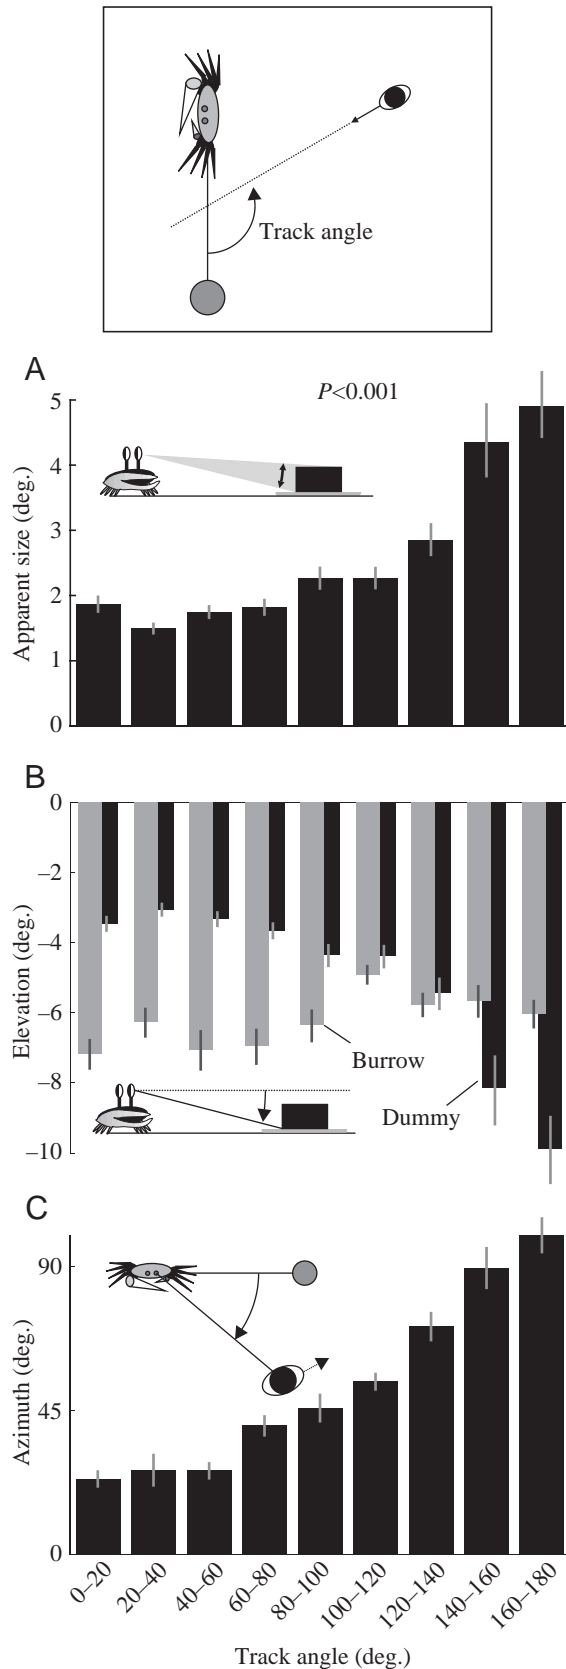 Track angle
A
P<0.001
5
4
3
2
1
0
Apparent size (deg.)
B
0
–2
–4
–6
–8
–10
Elevation (deg.)
Burrow
Dummy
C
90
45
0
Azimuth (deg.)
0–20
20–40
40–60
60–80
80–100
100–120
120–140
140–160
160–180
Track angle (deg.)